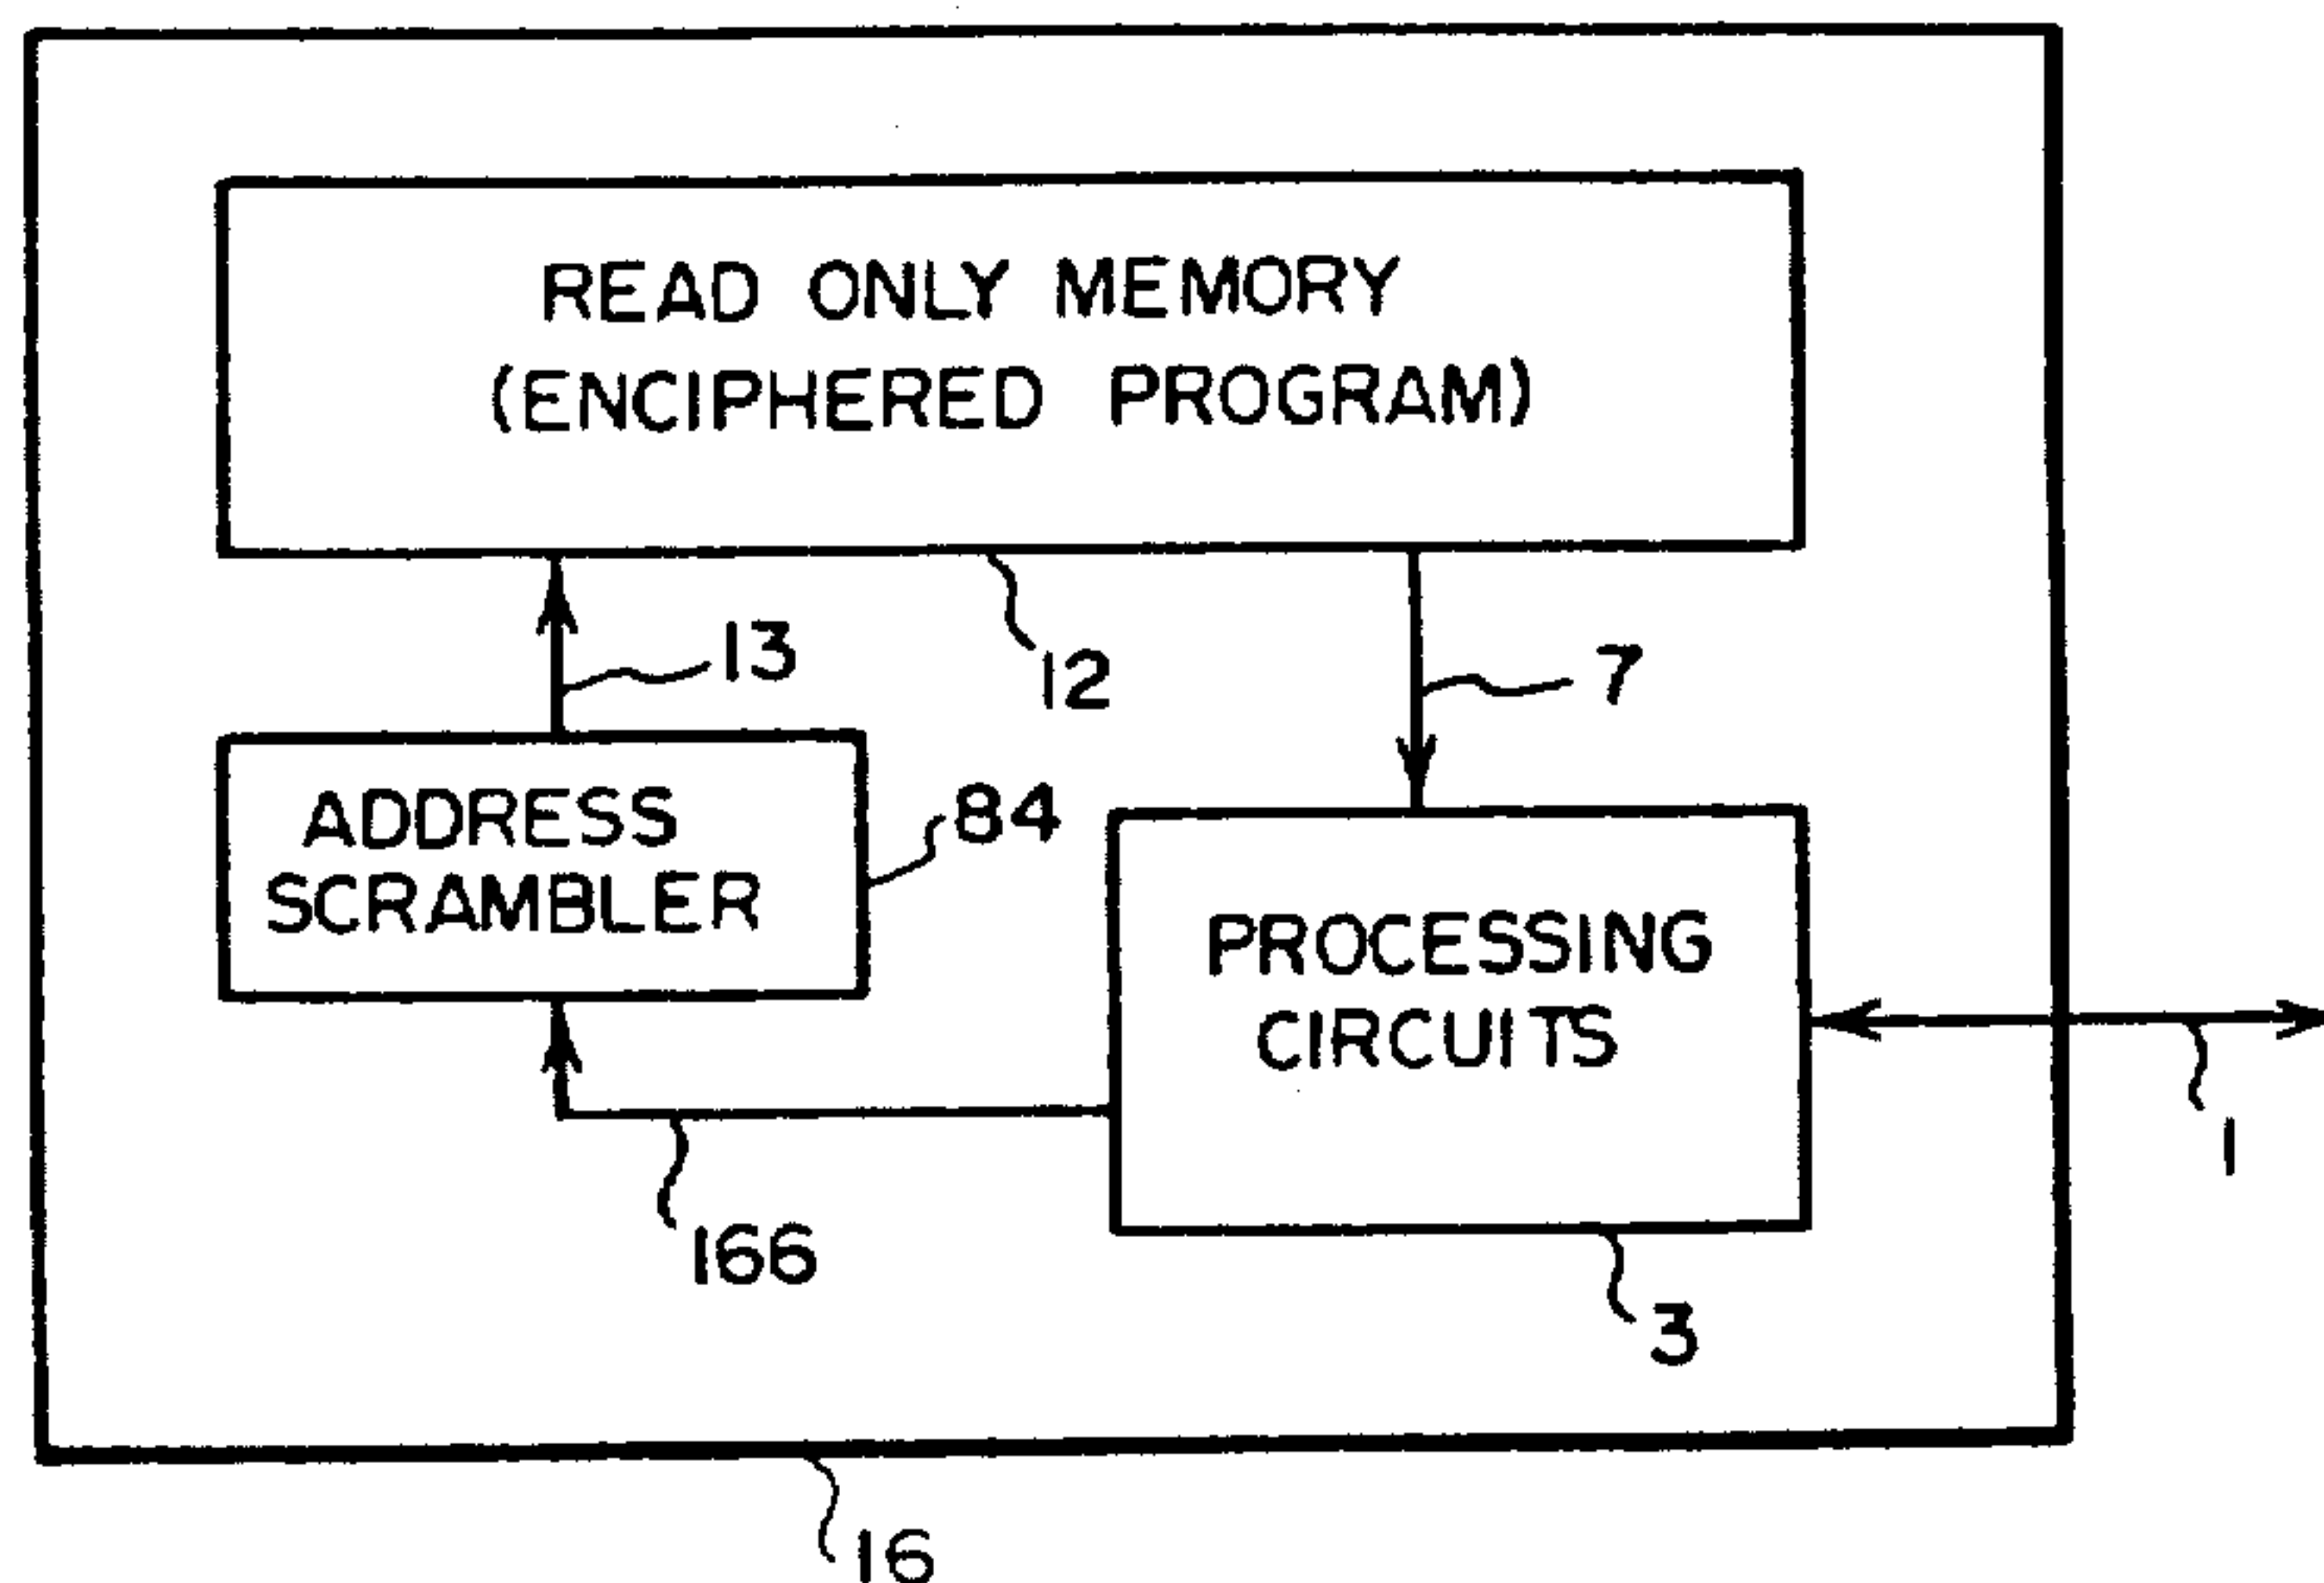 READ ONLY MEMORY
(ENCIPHERED PROGRAM)
13
12
7
ADDRESS
SCRAMBLER
84
PROCESSING
CIRCUITS
1
166
3
16